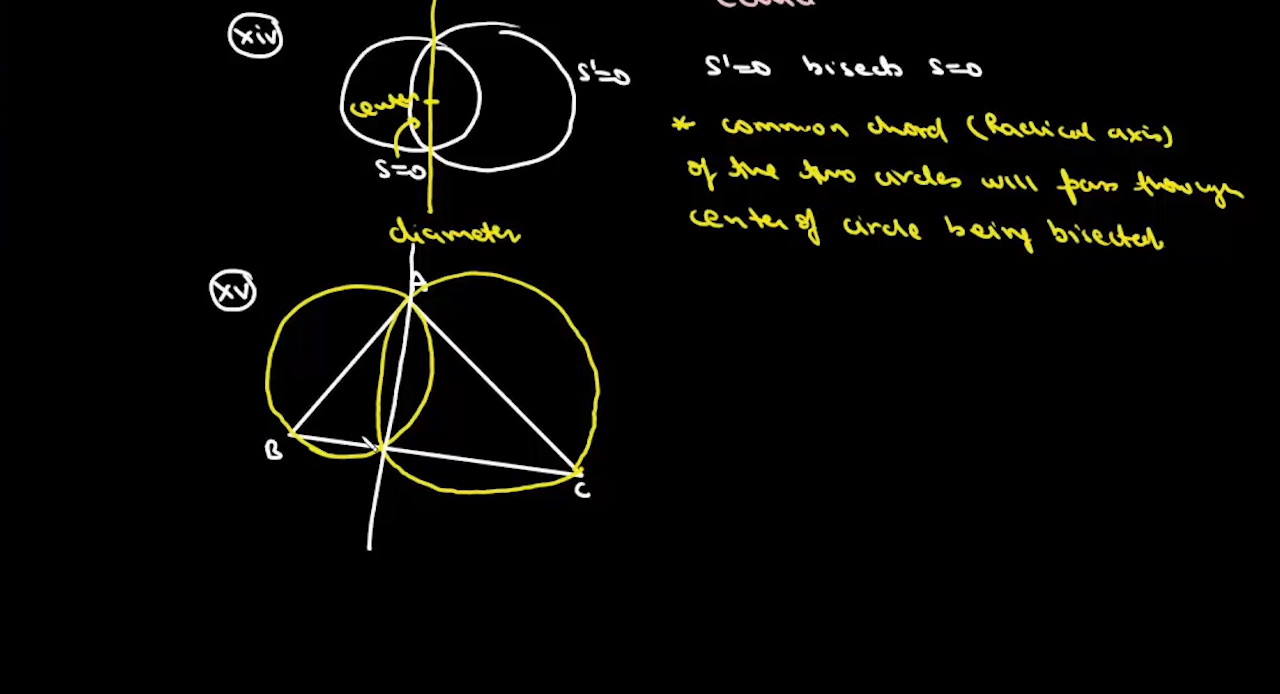 xiv
S'=0
center
S=0
diameter
S'=0 bisects S=0
* common chord (Radical axis)
of the two circles will pass through
center of circle being bisected
xv
A
B
C